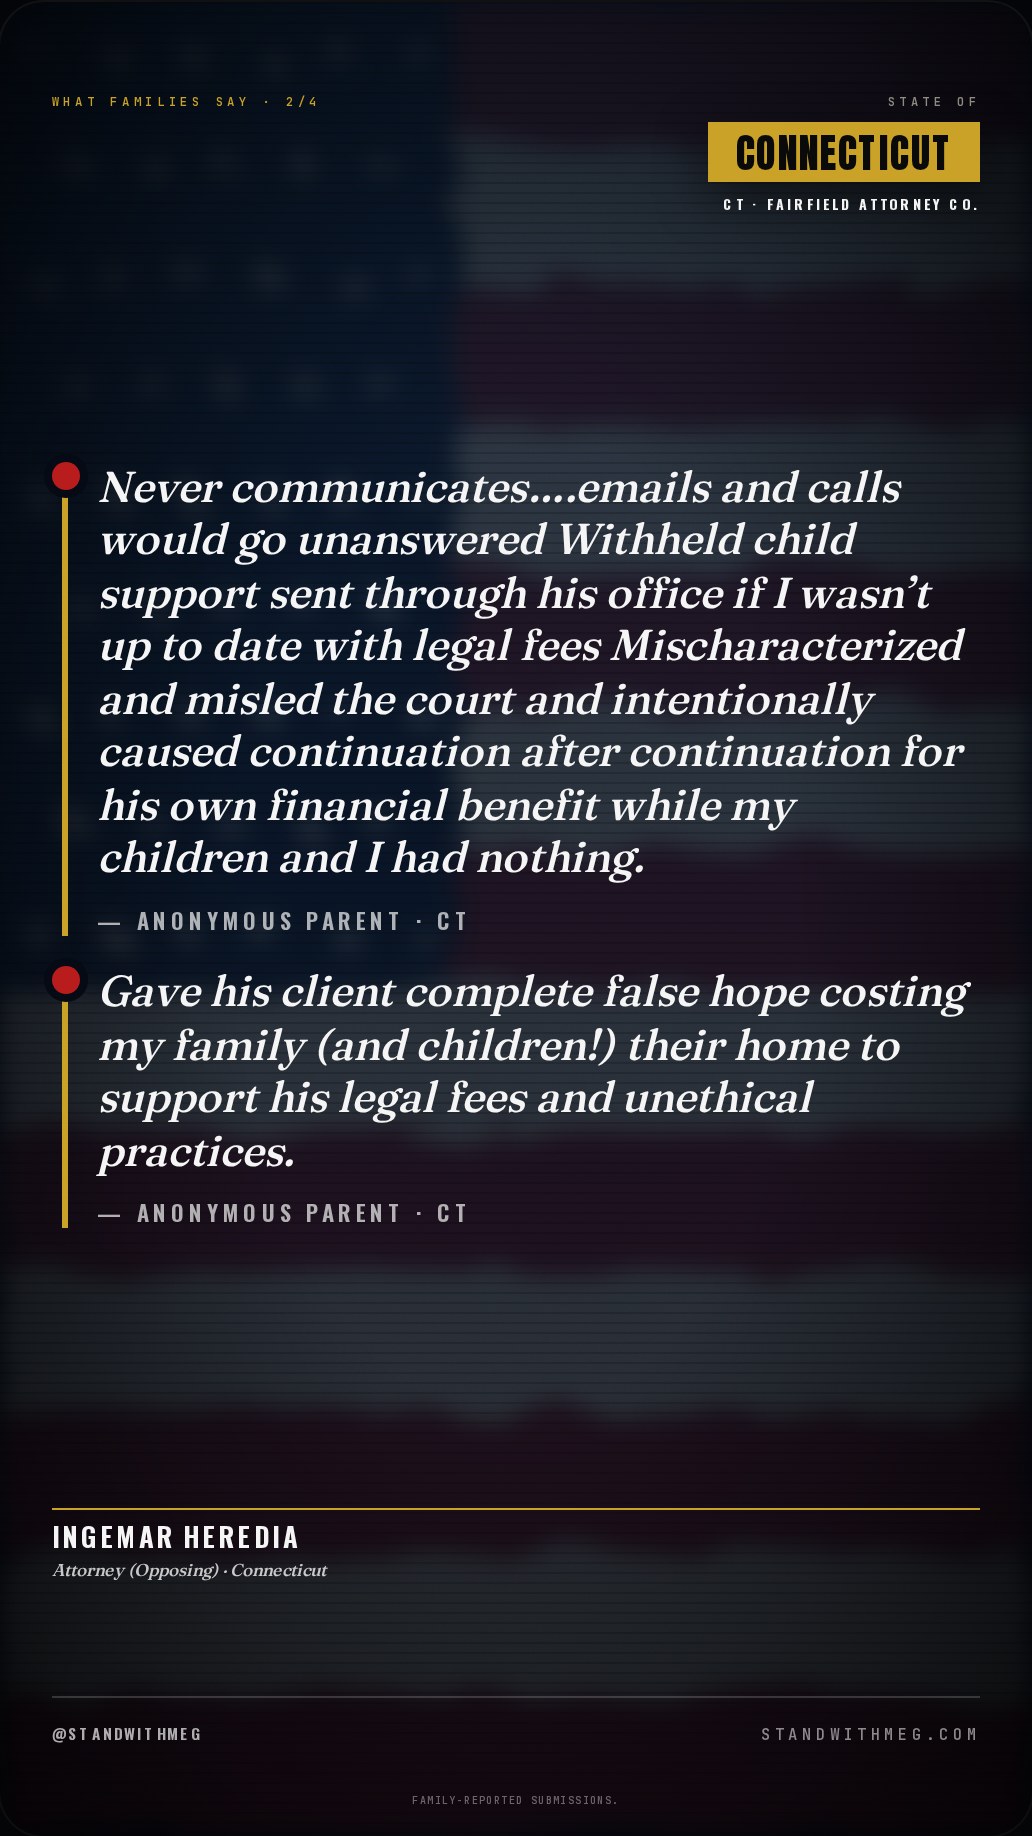 WHAT FAMILIES SAY · 2/4
STATE OF
CONNECTICUT
CT · FAIRFIELD ATTORNEY CO.
Never communicates....emails and calls
would go unanswered Withheld child
support sent through his office if I wasn’t
up to date with legal fees Mischaracterized
and misled the court and intentionally
caused continuation after continuation for
his own financial benefit while my
children and I had nothing.
— ANONYMOUS PARENT · CT
Gave his client complete false hope costing
my family (and children!) their home to
support his legal fees and unethical
practices.
— ANONYMOUS PARENT · CT
INGEMAR HEREDIA
Attorney (Opposing) · Connecticut
@STANDWITHMEG
STANDWITHMEG.COM
FAMILY-REPORTED SUBMISSIONS.